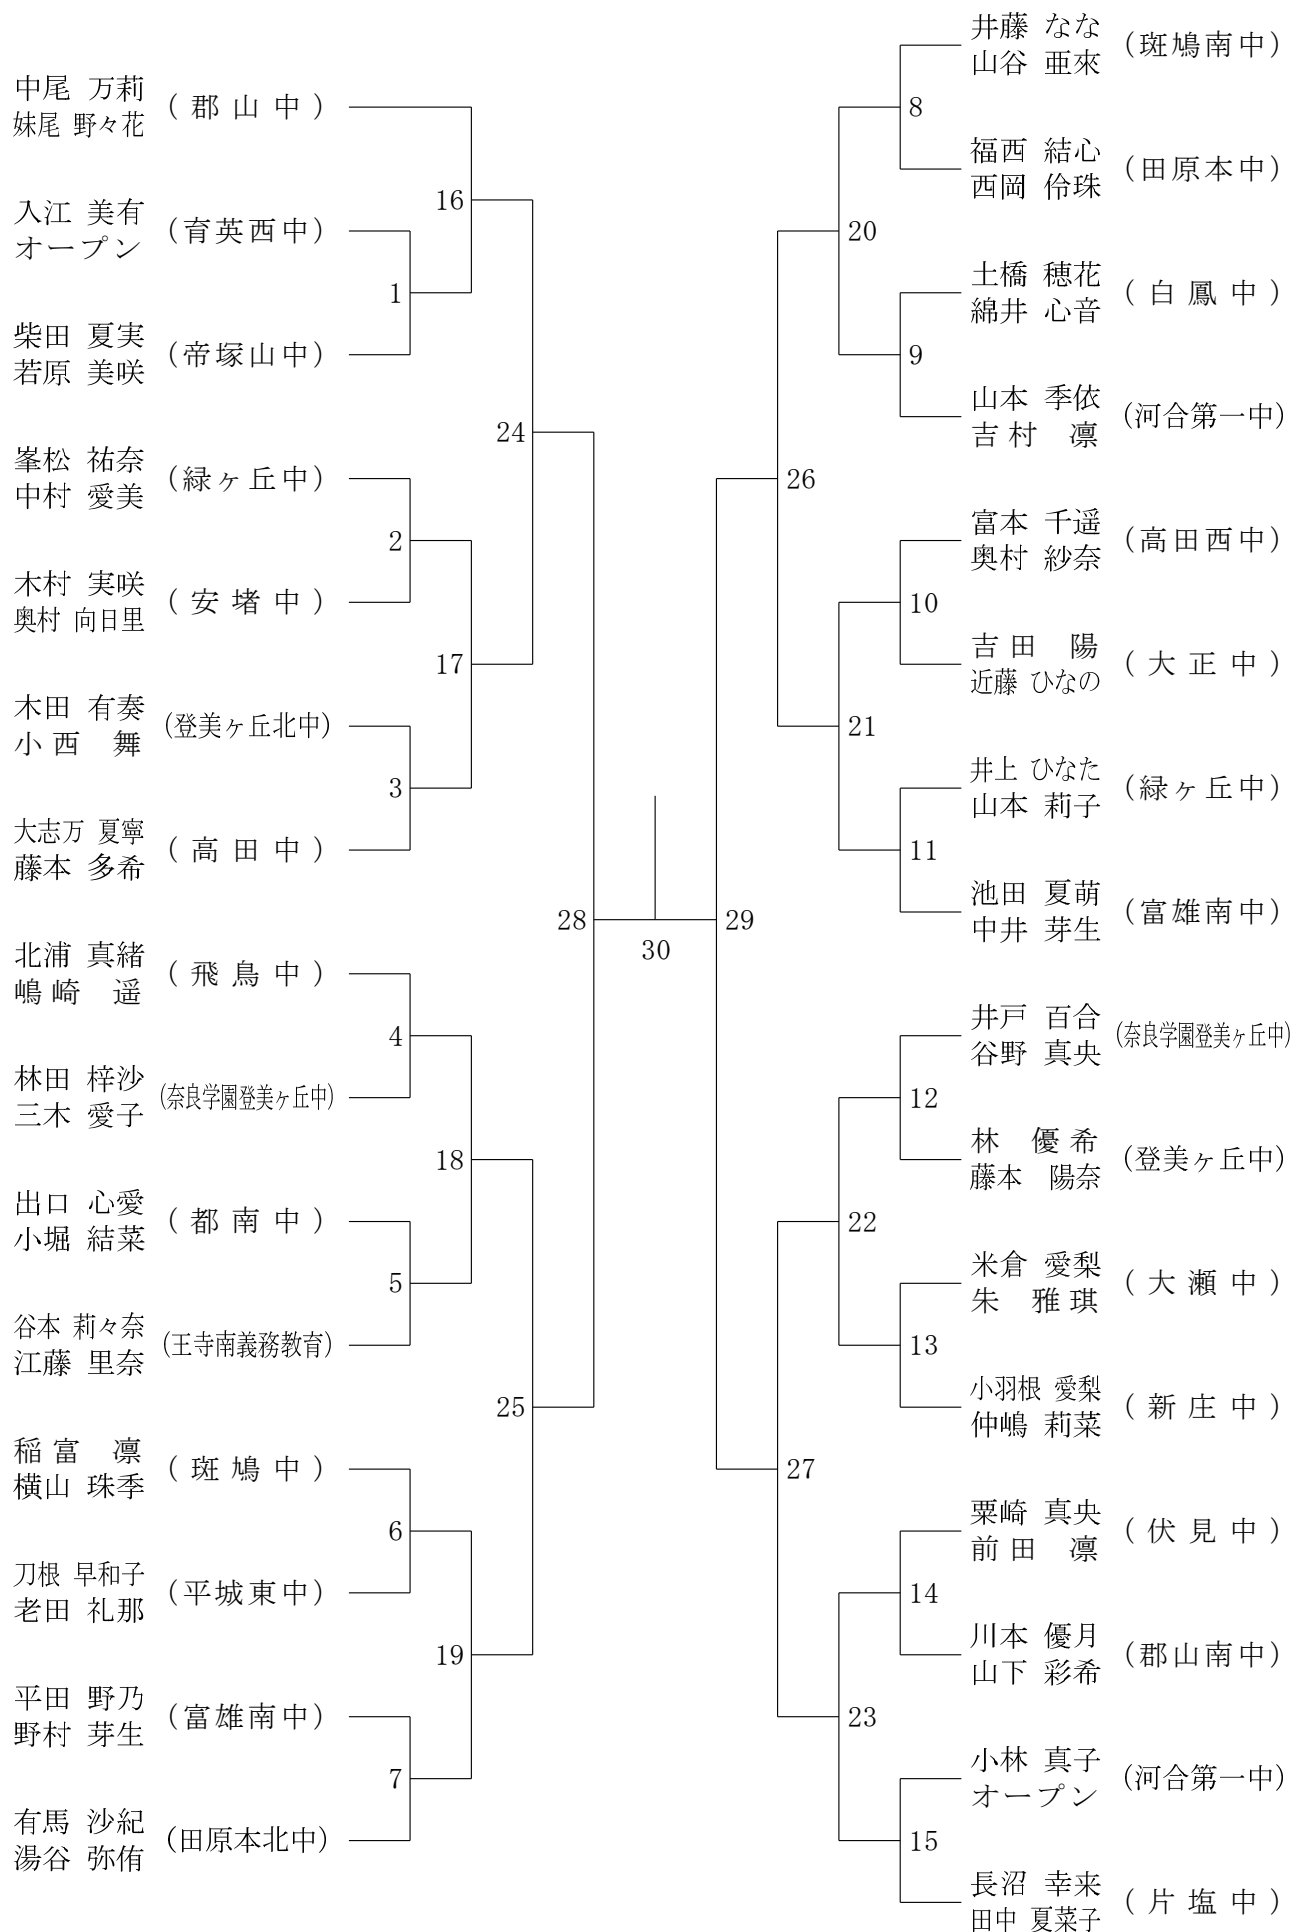 中尾 万莉
妹尾 野々花
(郡山中)
入江 美有
オープン
(育英西中)
柴田 夏実
若原 美咲
(帝塚山中)
峯松 祐奈
中村 愛美
(緑ヶ丘中)
木村 実咲
奥村 向日里
(安堵中)
木田 有奏
小西 舞
(登美ヶ丘北中)
大志万 夏寧
藤本 多希
(高田中)
北浦 真緒
嶋崎 遥
(飛鳥中)
林田 梓沙
三木 愛子
(奈良学園登美ヶ丘中)
出口 心愛
小堀 結菜
(都南中)
谷本 莉々奈
江藤 里奈
(王寺南義務教育)
稲富 凛
横山 珠季
(斑鳩中)
刀根 早和子
老田 礼那
(平城東中)
平田 野乃
野村 芽生
(富雄南中)
有馬 沙紀
湯谷 弥侑
(田原本北中)
1
2
3
4
5
6
7
16
17
18
19
24
25
28
30
29
26
27
20
21
22
23
8
9
10
11
12
13
14
15
井藤 なな
山谷 亜來
(斑鳩南中)
福西 結心
西岡 伶珠
(田原本中)
土橋 穂花
綿井 心音
(白鳳中)
山本 季依
吉村 凛
(河合第一中)
富本 千遥
奥村 紗奈
(高田西中)
吉田 陽
近藤 ひなの
(大正中)
井上 ひなた
山本 莉子
(緑ヶ丘中)
池田 夏萌
中井 芽生
(富雄南中)
井戸 百合
谷野 真央
(奈良学園登美ヶ丘中)
林 優希
藤本 陽奈
(登美ヶ丘中)
米倉 愛梨
朱 雅琪
(大瀬中)
小羽根 愛梨
仲嶋 莉菜
(新庄中)
粟崎 真央
前田 凛
(伏見中)
川本 優月
山下 彩希
(郡山南中)
小林 真子
オープン
(河合第一中)
長沼 幸来
田中 夏菜子
(片塩中)